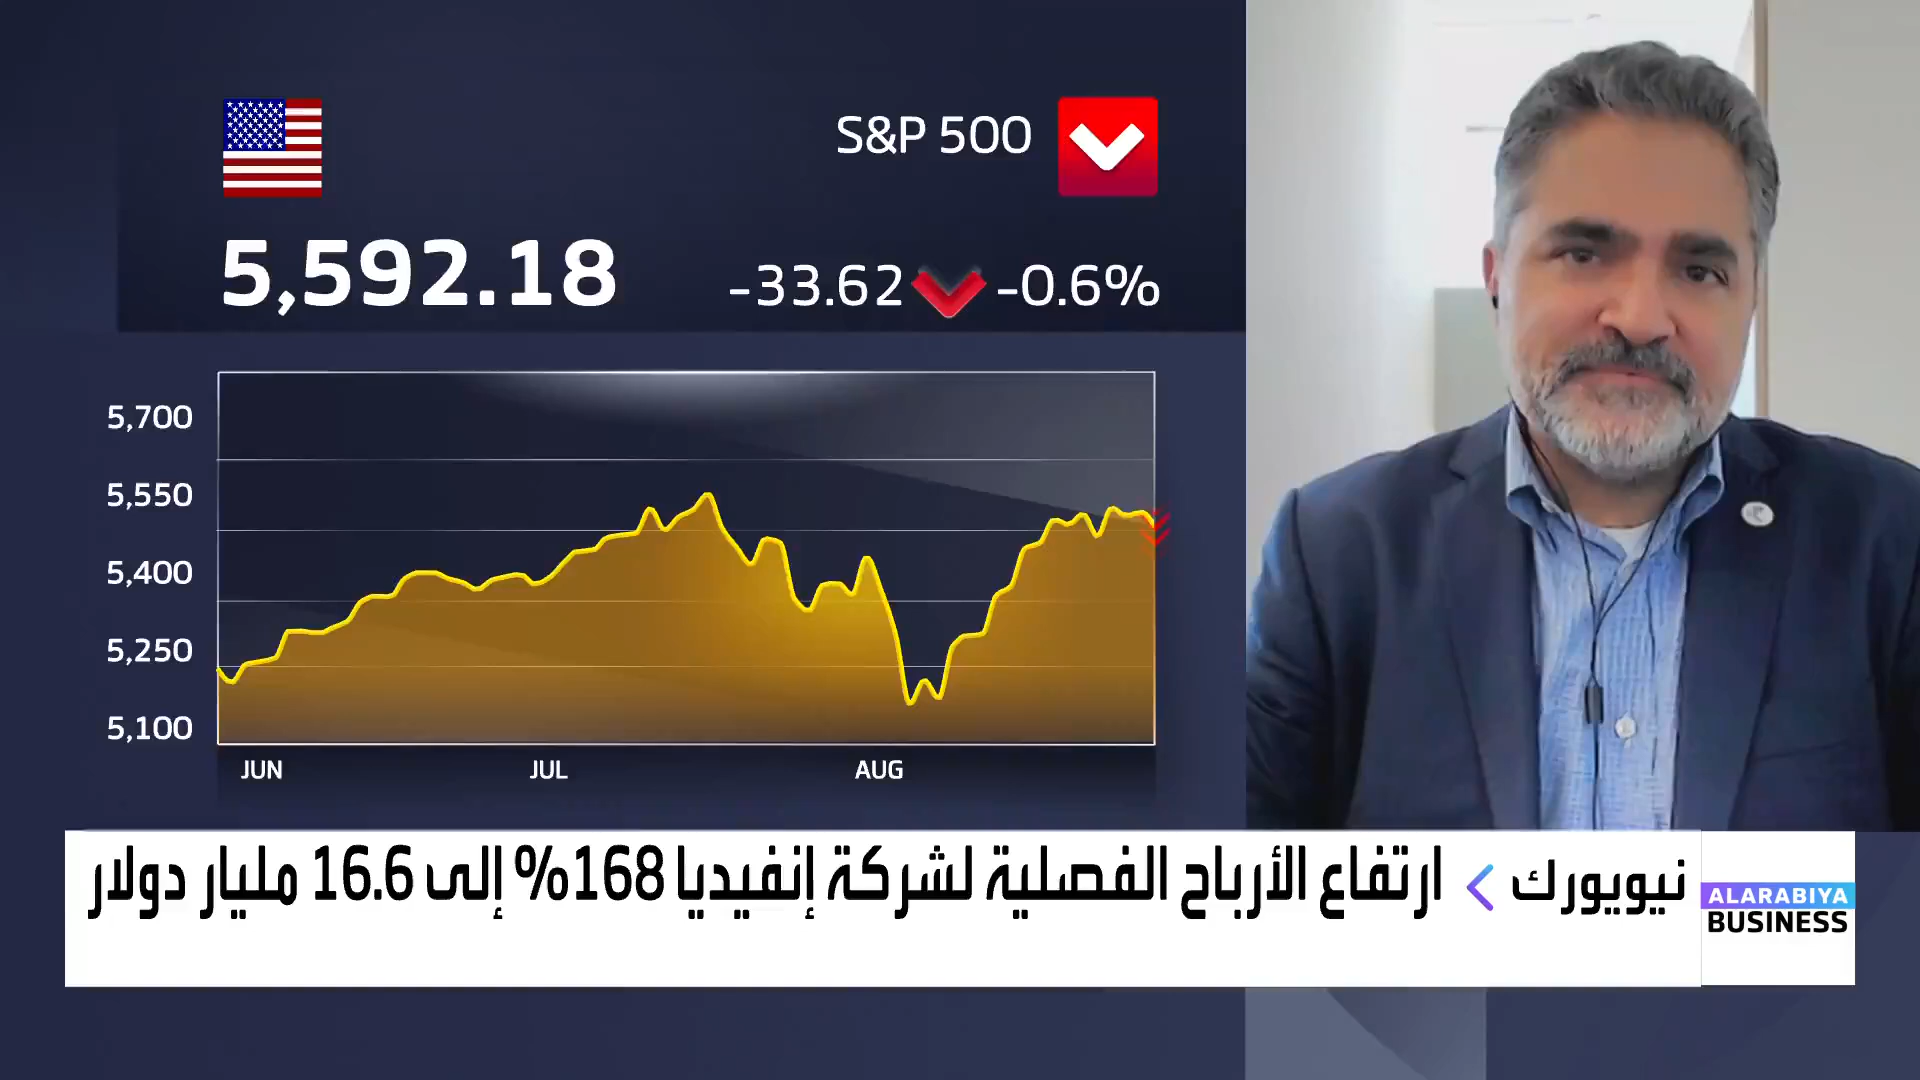 S&P 500
5,592.18
-33.62 -0.6%
5,700
5,550
5,400
5,250
5,100
JUN JUL AUG
نيويورك ارتفاع الأرباح الفصلية لشركة إنفيديا 168% إلى 16.6 مليار دولار
ALARABIYA
BUSINESS